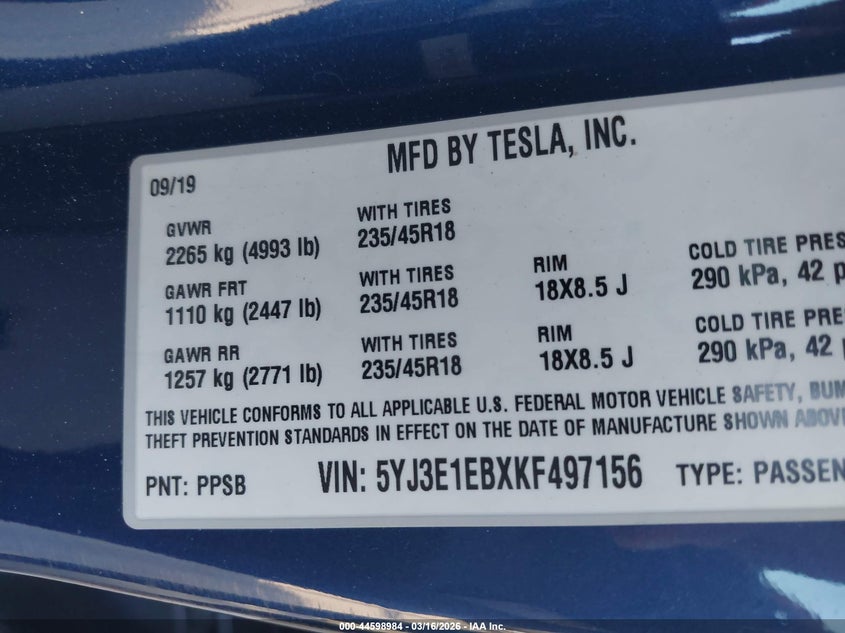 MFD BY TESLA, INC.
09/19
GVWR
2265 kg (4993 lb)
WITH TIRES
235/45R18
GAWR FRT
1110 kg (2447 lb)
WITH TIRES
235/45R18
RIM
18X8.5 J
COLD TIRE PRES
290 kPa, 42 p
GAWR RR
1257 kg (2771 lb)
WITH TIRES
235/45R18
RIM
18X8.5 J
COLD TIRE PRE
290 kPa, 42
THIS VEHICLE CONFORMS TO ALL APPLICABLE U.S. FEDERAL MOTOR VEHICLE SAFETY, BUM
THEFT PREVENTION STANDARDS IN EFFECT ON THE DATE OF MANUFACTURE SHOWN ABOVE
PNT: PPSB
VIN: 5YJ3E1EBXKF497156
TYPE: PASSEN
000-44598984 - 03/16/2026 - IAA Inc.